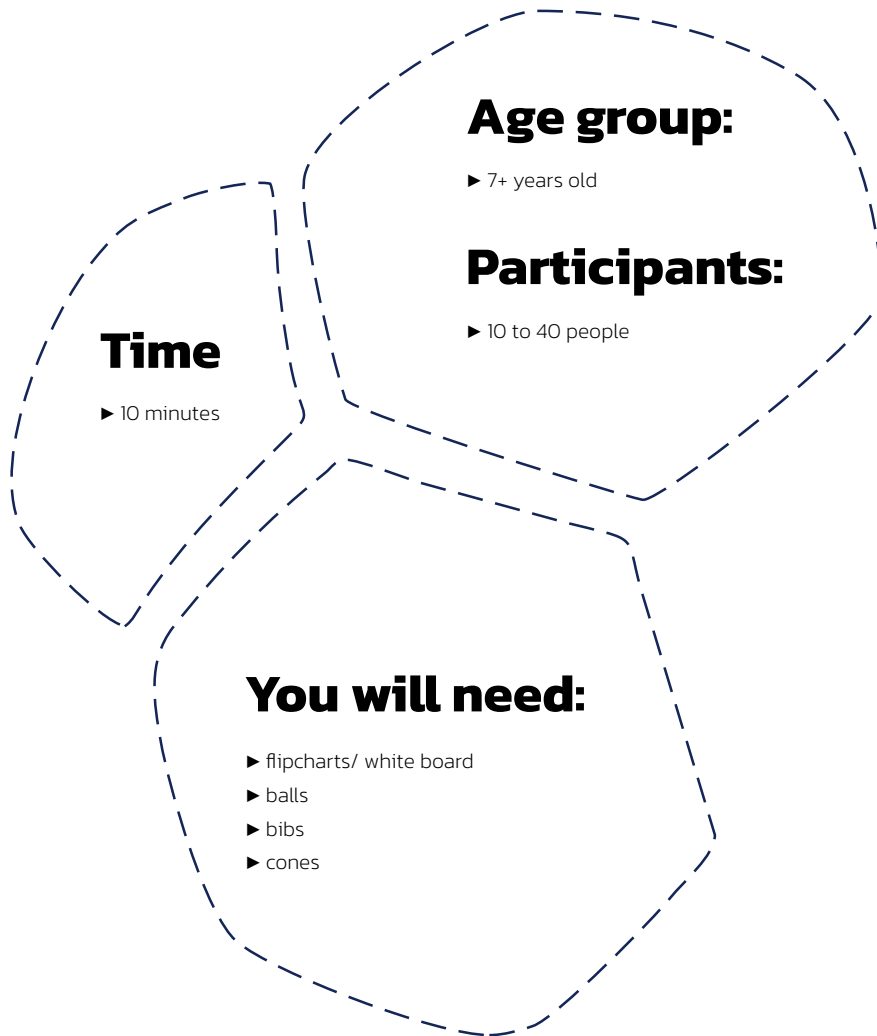 Age group:
► 7+ years old
Participants:
► 10 to 40 people
Time
► 10 minutes
You will need:
► flipcharts/ white board
► balls
► bibs
► cones